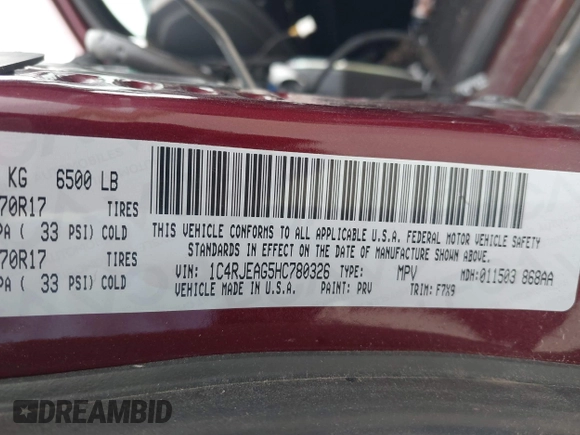 KG 6500 LB
70R17 TIRES
PA ( 33 PSI) COLD
70R17 TIRES
PA ( 33 PSI) COLD
THIS VEHICLE CONFORMS TO ALL APPLICABLE U.S.A. FEDERAL MOTOR VEHICLE SAFETY
STANDARDS IN EFFECT ON THE DATE OF MANUFACTURE SHOWN ABOVE.
VIN: 1C4RJEAG5HC780326 TYPE: MPV MDH: 011503 868AA
VEHICLE MADE IN U.S.A. PAINT: PRV TRIM: F7X9
DREAMBID